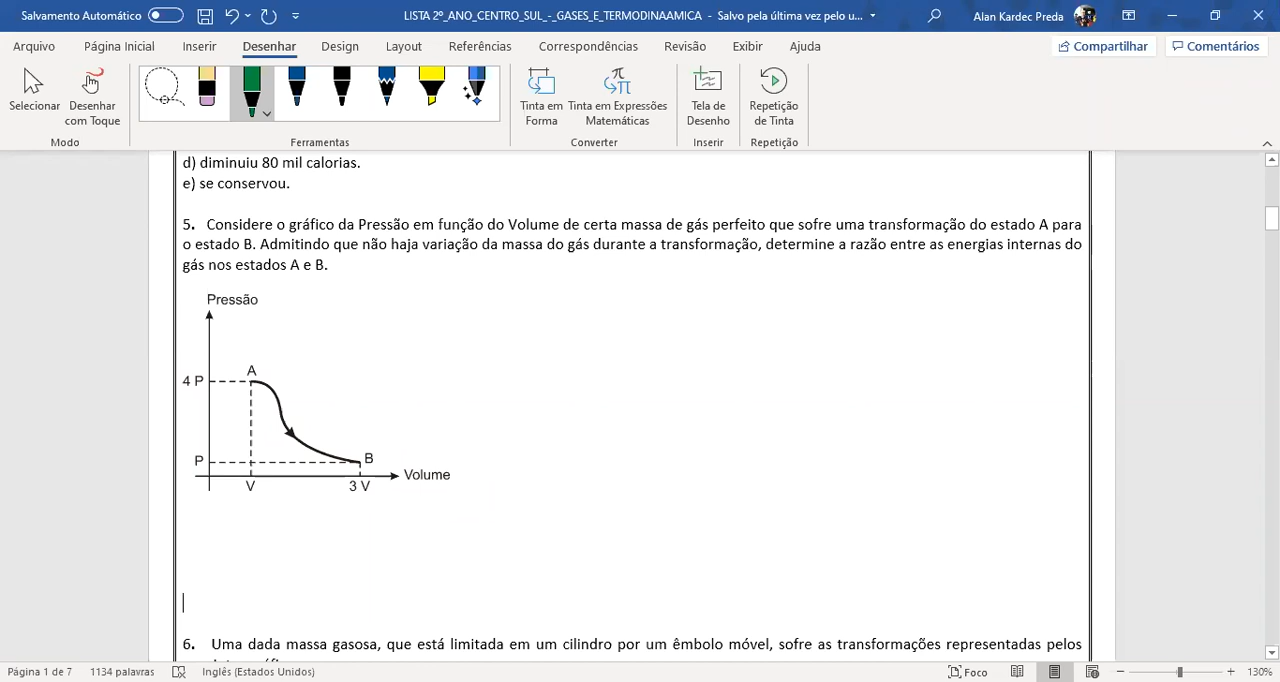 Salvamento Automático
LISTA 2º_ANO_CENTRO_SUL_-_GASES_E_TERMODINAAMICA - Salvo pela última vez pelo u...
Alan Kardec Preda
Arquivo Página Inicial Inserir Desenhar Design Layout Referências Correspondências Revisão Exibir Ajuda Compartilhar Comentários
Selecionar
Desenhar com Toque
Tinta em Forma
Tinta em Expressões Matemáticas
Tela de Desenho
Repetição de Tinta
Modo Ferramentas Converter Inserir Repetição
d) diminuiu 80 mil calorias.
e) se conservou.
5. Considere o gráfico da Pressão em função do Volume de certa massa de gás perfeito que sofre uma transformação do estado A para
o estado B. Admitindo que não haja variação da massa do gás durante a transformação, determine a razão entre as energias internas do
gás nos estados A e B.
Pressão
A
4 P
P
B
Volume
V
3 V
6. Uma dada massa gasosa, que está limitada em um cilindro por um êmbolo móvel, sofre as transformações representadas pelos
Página 1 de 7 1134 palavras Inglês (Estados Unidos) Foco 130%